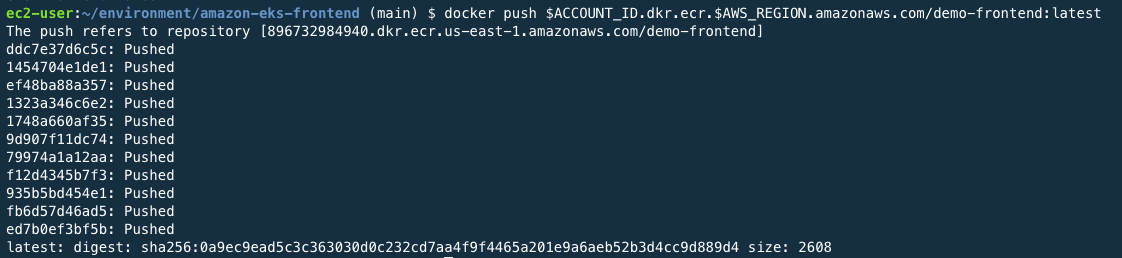 ec2-user:~/environment/amazon-eks-frontend (main) $ docker push $ACCOUNT_ID.dkr.ecr.$AWS_REGION.amazonaws.com/demo-frontend:latest
The push refers to repository [896732984940.dkr.ecr.us-east-1.amazonaws.com/demo-frontend]
ddc7e37d6c5c: Pushed
1454704e1de1: Pushed
ef48ba88a357: Pushed
1323a346c6e2: Pushed
1748a660af35: Pushed
9d907f11dc74: Pushed
79974a1a12aa: Pushed
f12d4345b7f3: Pushed
935b5bd454e1: Pushed
fb6d57d46ad5: Pushed
ed7b0ef3bf5b: Pushed
latest: digest: sha256:0a9ec9ead5c3c363030d0c232cd7aa4f9f4465a201e9a6aeb52b3d4cc9d889d4 size: 2608